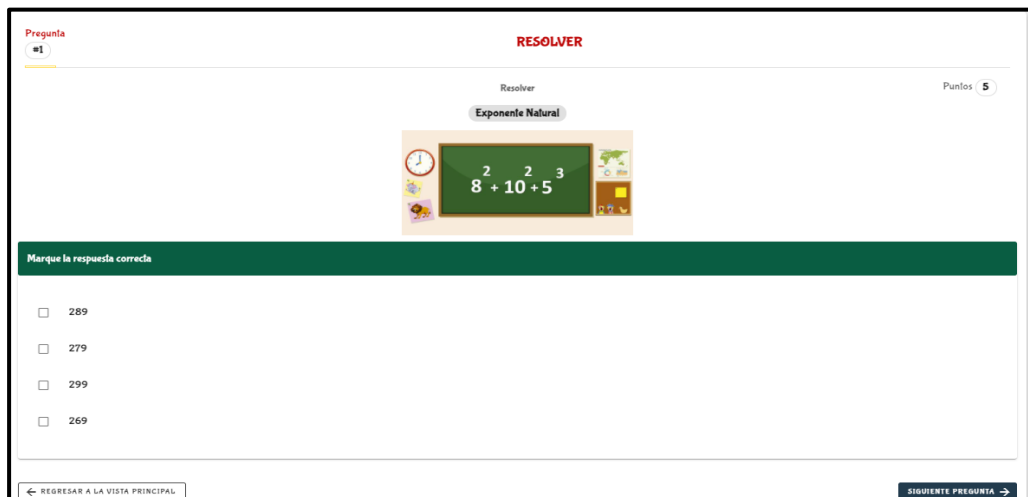 Pregunta
#1
RESOLVER
Resolver
Puntos 5
Exponente Natural
8² + 10² + 5³
Marque la respuesta correcta
289
279
299
269
← REGRESAR A LA VISTA PRINCIPAL
SIGUIENTE PREGUNTA →